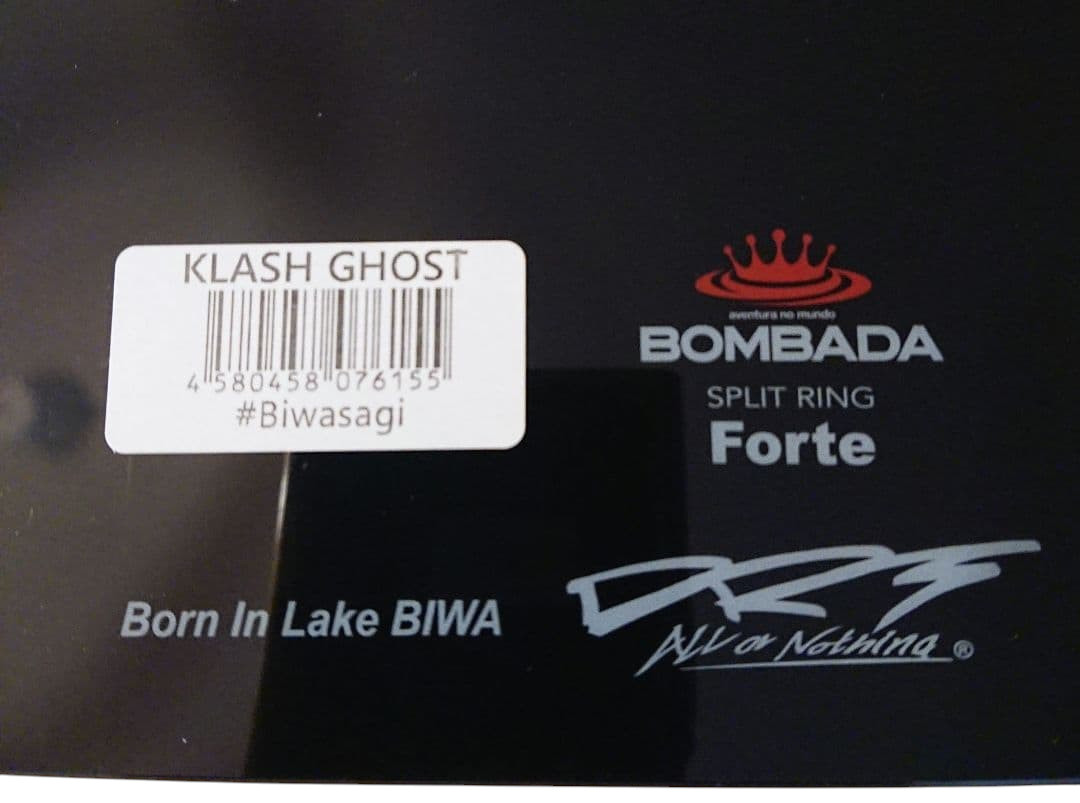 KLASH GHOST
4 580458 076155
#Biwasagi
aventura no mundo
BOMBADA
SPLIT RING
Forte
Born In Lake BIWA
DRT
ALL or Nothing ®